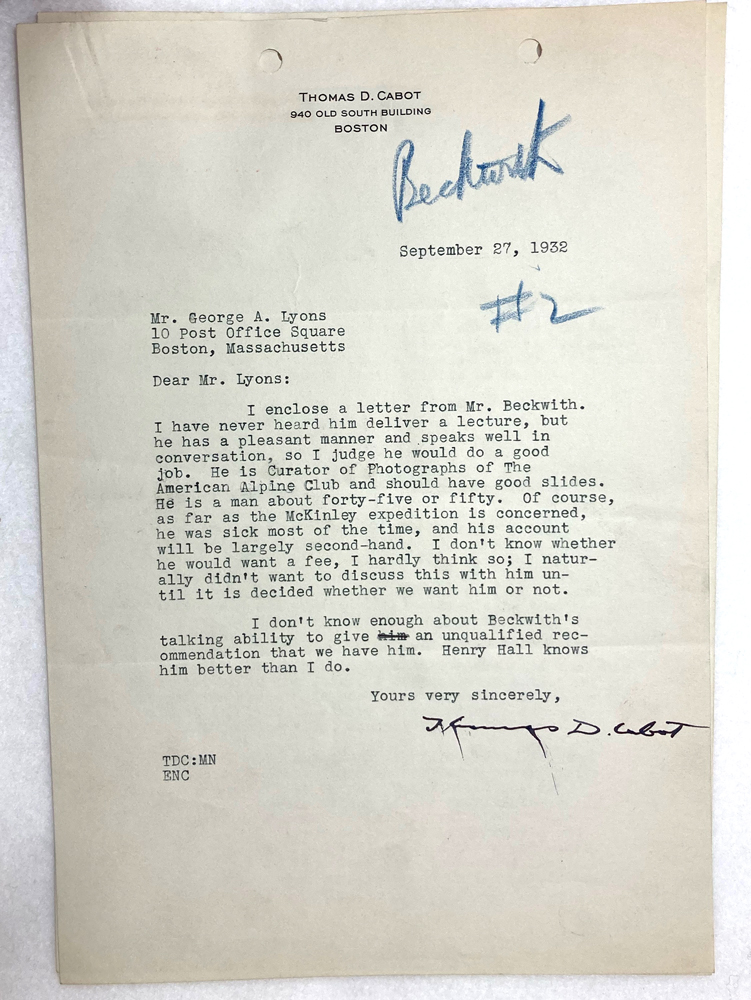 THOMAS D. CABOT
940 OLD SOUTH BUILDING
BOSTON
Beckwith
September 27, 1932
#2
Mr. George A. Lyons
10 Post Office Square
Boston, Massachusetts
Dear Mr. Lyons:
I enclose a letter from Mr. Beckwith.
I have never heard him deliver a lecture, but
he has a pleasant manner and speaks well in
conversation, so I judge he would do a good
job. He is Curator of Photographs of The
American Alpine Club and should have good slides.
He is a man about forty-five or fifty. Of course,
as far as the McKinley expedition is concerned,
he was sick most of the time, and his account
will be largely second-hand. I don't know whether
he would want a fee, I hardly think so; I natur-
ally didn't want to discuss this with him un-
til it is decided whether we want him or not.
I don't know enough about Beckwith's
talking ability to give him an unqualified rec-
ommendation that we have him. Henry Hall knows
him better than I do.
Yours very sincerely,
Thomas D. Cabot
TDC:MN
ENC